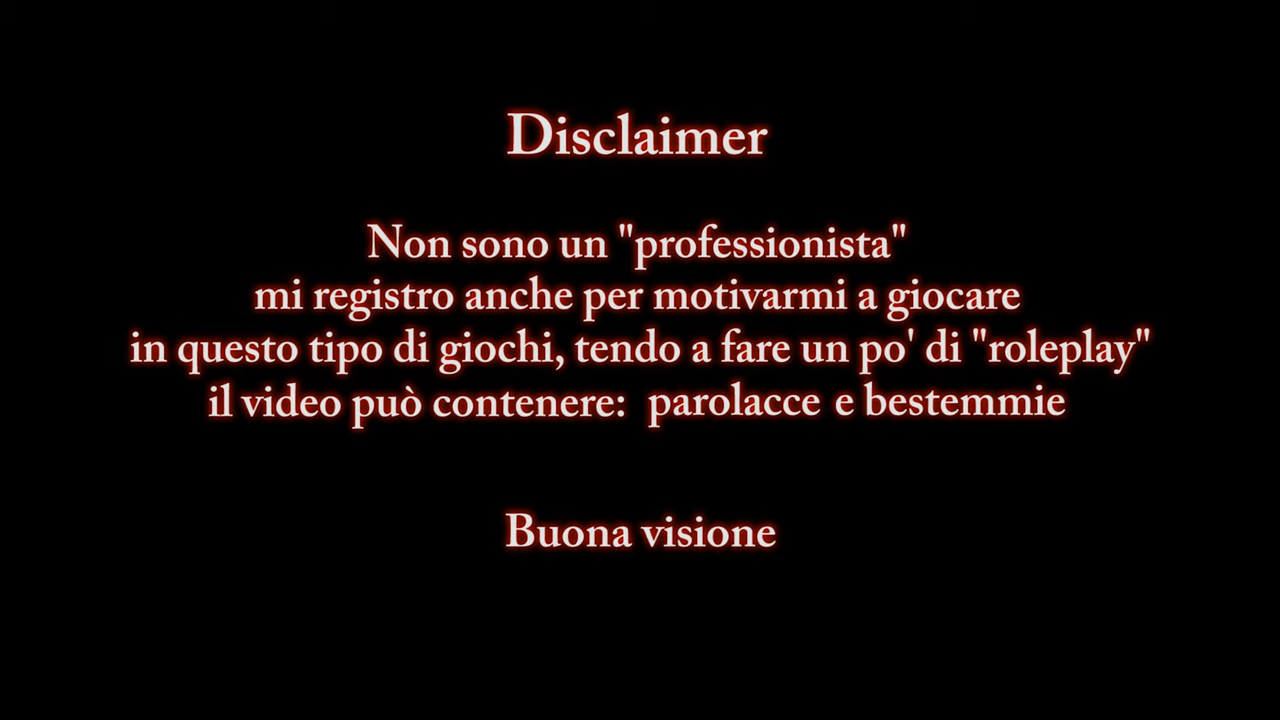 Disclaimer
Non sono un "professionista"
mi registro anche per motivarmi a giocare
in questo tipo di giochi, tendo a fare un po' di "roleplay"
il video può contenere: parolacce e bestemmie
Buona visione